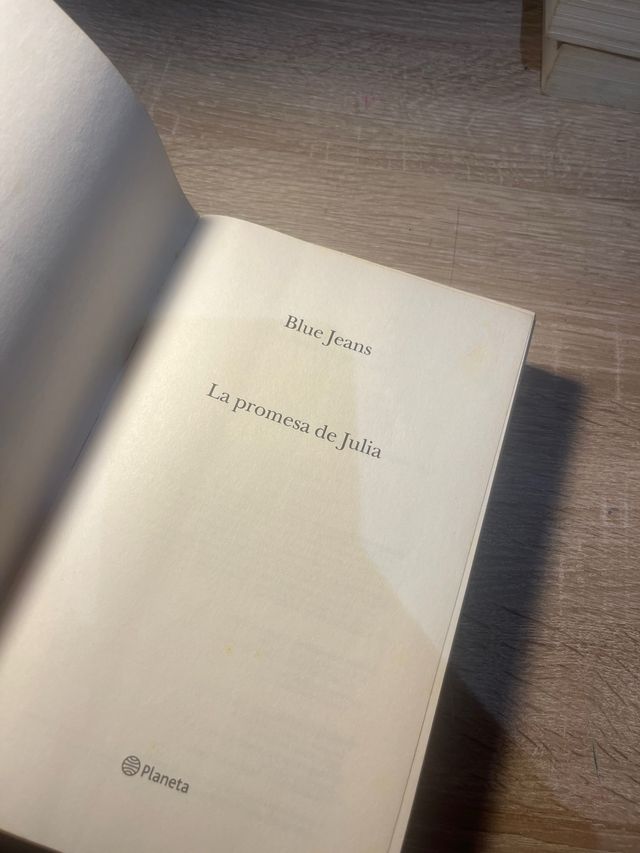 Blue Jeans
La promesa de Julia
Planeta